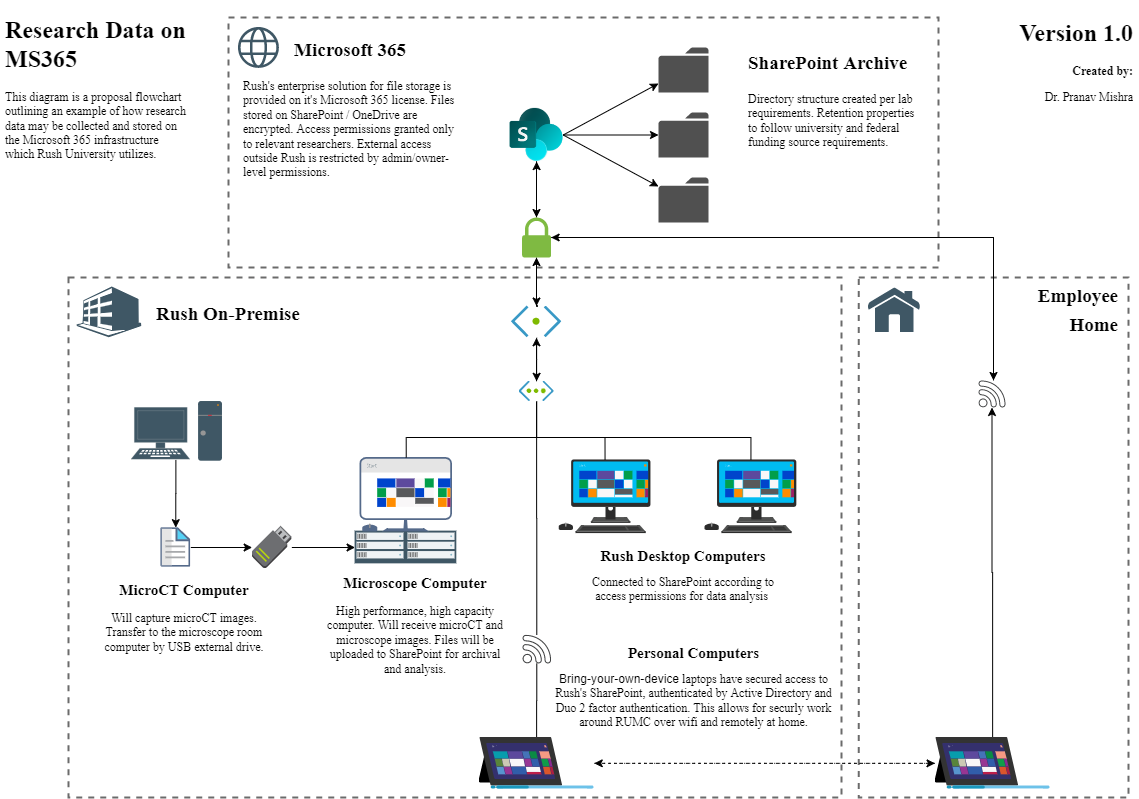 Research Data on
MS365
This diagram is a proposal flowchart
outlining an example of how research
data may be collected and stored on
the Microsoft 365 infrastructure
which Rush University utilizes.
Microsoft 365
Rush's enterprise solution for file storage is
provided on it's Microsoft 365 license. Files
stored on SharePoint / OneDrive are
encrypted. Access permissions granted only
to relevant researchers. External access
outside Rush is restricted by admin/owner-
level permissions.
S
SharePoint Archive
Directory structure created per lab
requirements. Retention properties
to follow university and federal
funding source requirements.
Version 1.0
Created by:
Dr. Pranav Mishra
Rush On-Premise
Employee
Home
MicroCT Computer
Will capture microCT images.
Transfer to the microscope room
computer by USB external drive.
Start
Microscope Computer
High performance, high capacity
computer. Will receive microCT and
microscope images. Files will be
uploaded to SharePoint for archival
and analysis.
Rush Desktop Computers
Connected to SharePoint according to
access permissions for data analysis
Personal Computers
Bring-your-own-device laptops have secured access to
Rush's SharePoint, authenticated by Active Directory and
Duo 2 factor authentication. This allows for securly work
around RUMC over wifi and remotely at home.